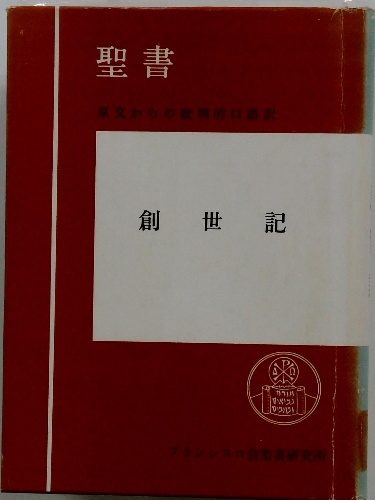 聖書
原文からの批判的口語訳
創世記
フランシスコ会聖書研究所